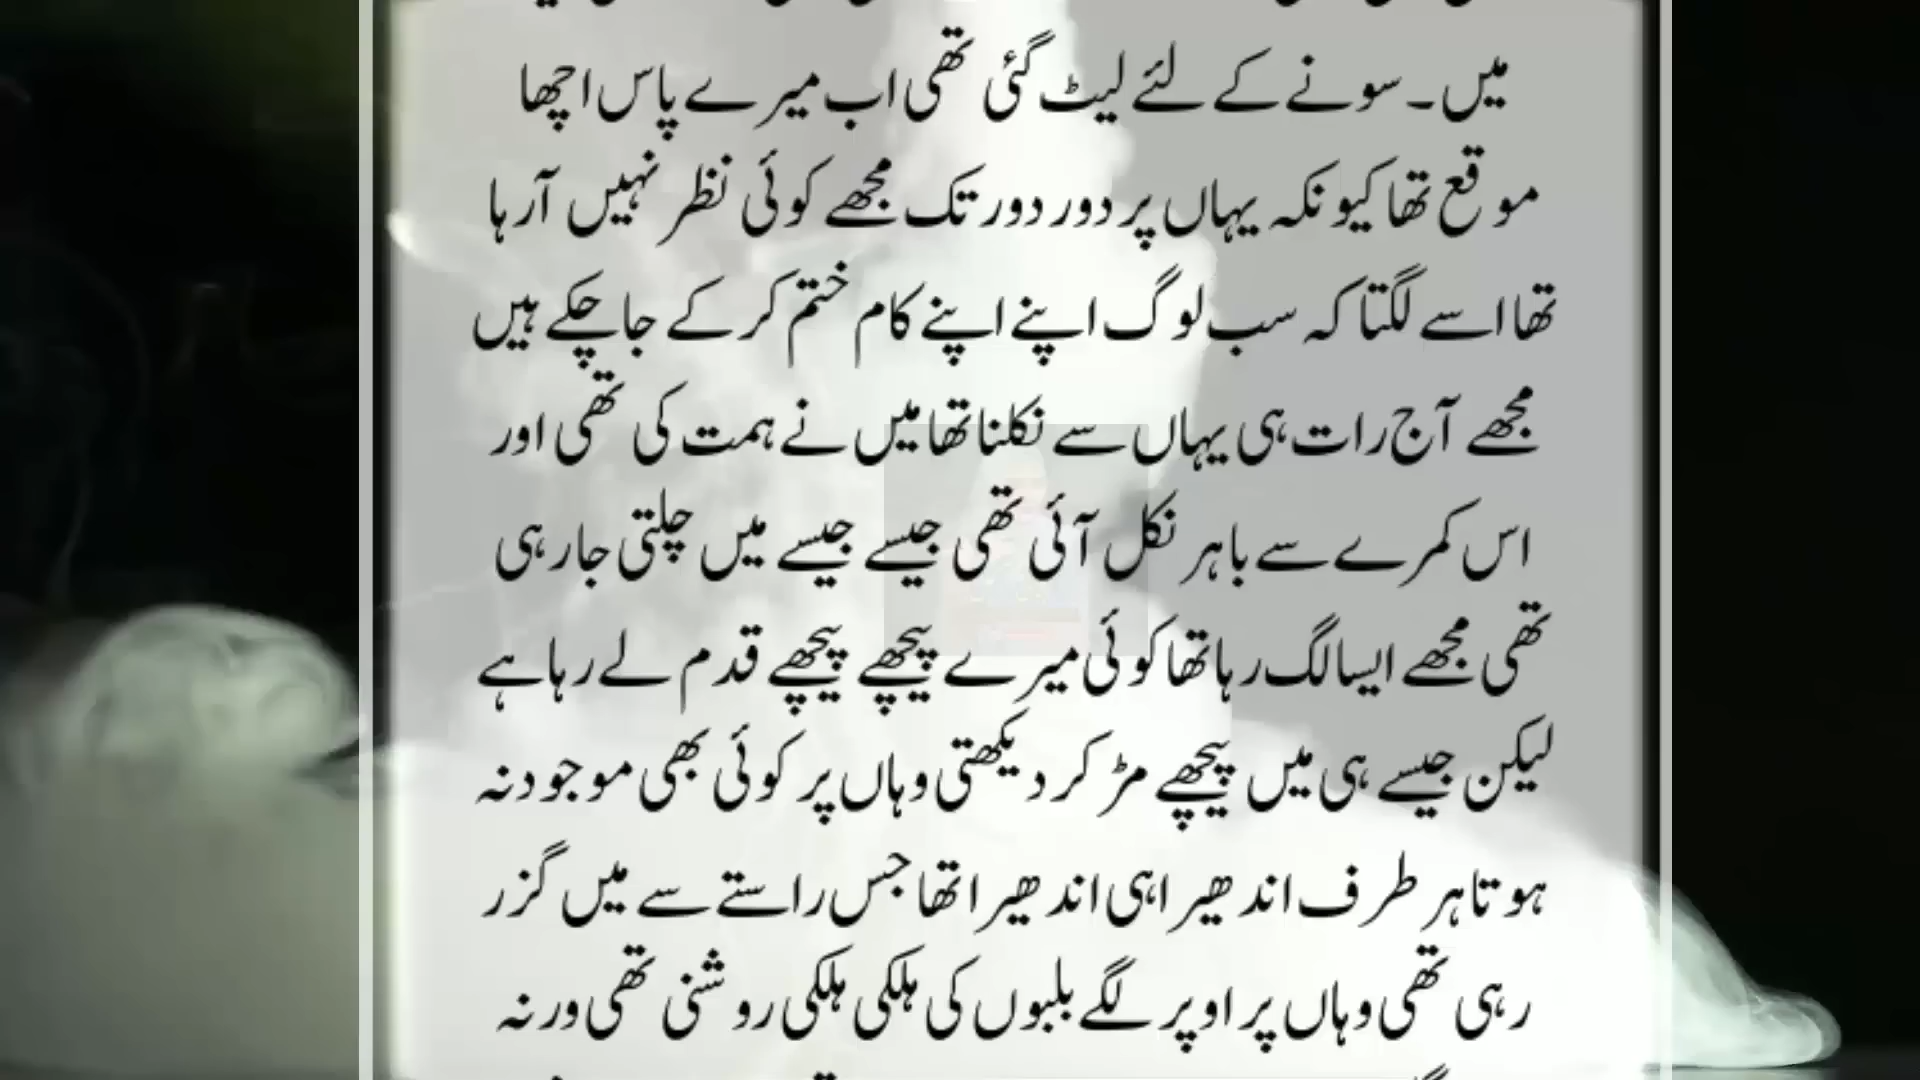 میں۔ سونے کے لئے لیٹ گئی تھی اب میرے پاس اچھا
موقع تھا کیونکہ یہاں پر دور دور تک مجھے کوئی نظر نہیں آرہا
تھا اسے لگتا کہ سب لوگ اپنے اپنے کام ختم کر کے جا چکے ہیں
مجھے آج رات ہی یہاں سے نکلنا تھا میں نے ہمت کی تھی اور
اس کمرے سے باہر نکل آئی تھی جیسے جیسے میں چلتی جارہی
تھی مجھے ایسا لگ رہا تھا کوئی میرے پیچھے پیچھے قدم لے رہا ہے
لیکن جیسے ہی میں پیچھے مڑ کر دیکھتی وہاں پر کوئی بھی موجود نہ
ہوتا ہر طرف اندھیرا ہی اندھیرا تھا جس راستے سے میں گزر
رہی تھی وہاں پر اوپر لگے بلبوں کی ہلکی ہلکی روشنی تھی ورنہ